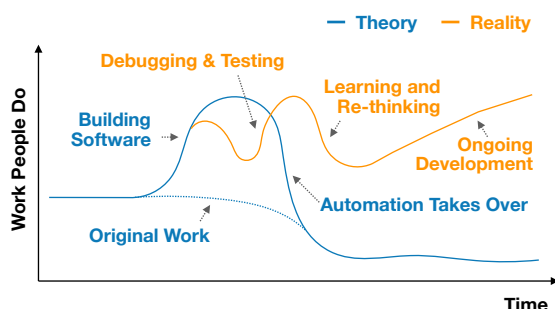 Theory
Reality
Debugging & Testing
Learning and
Re-thinking
Building
Software
Ongoing
Development
Automation Takes Over
Original Work
Work People Do
Time